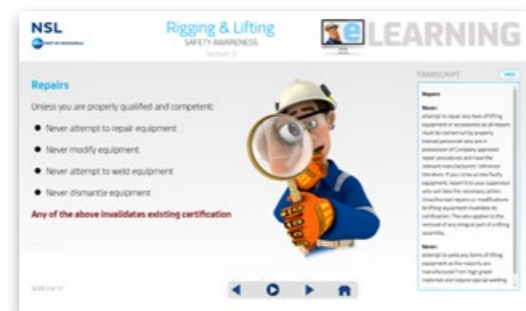 NSL
Rigging & Lifting
SAFETY AWARENESS
Section 3
eLEARNING
Repairs
Unless you are properly qualified and competent:
● Never attempt to repair equipment
● Never modify equipment
● Never attempt to weld equipment
● Never dismantle equipment
Any of the above invalidates existing certification
TRANSCRIPT
Repairs
Never:
attempt to repair any item of lifting
equipment or accessories as all repairs
must be carried out by properly
trained personnel who are in
possession of Company approved
repair procedures and have the
relevant manufacturers' reference
literature. If you come across faulty
equipment, report it to your supervisor
who will take the necessary action.
Unauthorised repairs or modifications
to lifting equipment invalidate its
certification. This also applies to the
removal of any integral part of a lifting
assembly.
Never:
attempt to weld any items of lifting
equipment as the majority are
manufactured from high grade
materials and require special welding